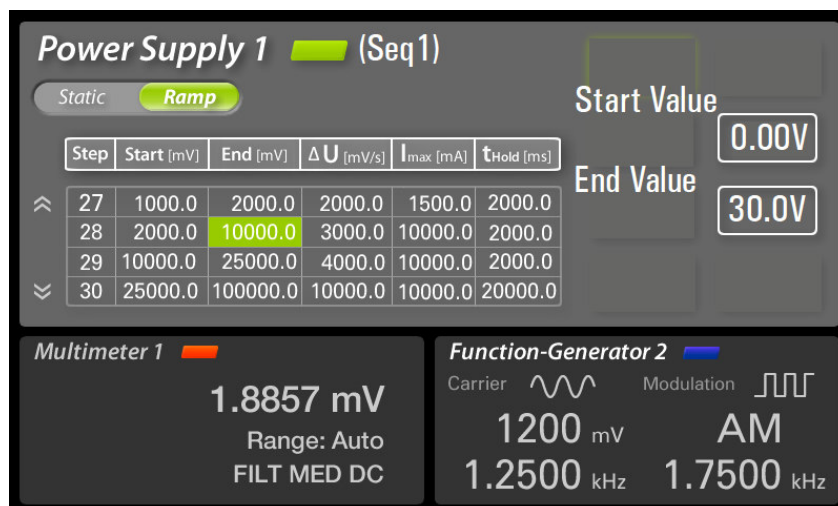 Power Supply 1 (Seq1)
Static Ramp
Start Value
0.00V
End Value
30.0V
Step Start [mV] End [mV] ΔU [mV/s] Imax [mA] tHold [ms]
27 1000.0 2000.0 2000.0 1500.0 2000.0
28 2000.0 10000.0 3000.0 10000.0 2000.0
29 10000.0 25000.0 4000.0 10000.0 2000.0
30 25000.0 100000.0 10000.0 10000.0 20000.0
Multimeter 1
1.8857 mV
Range: Auto
FILT MED DC
Function-Generator 2
Carrier Modulation
1200 mV AM
1.2500 kHz 1.7500 kHz